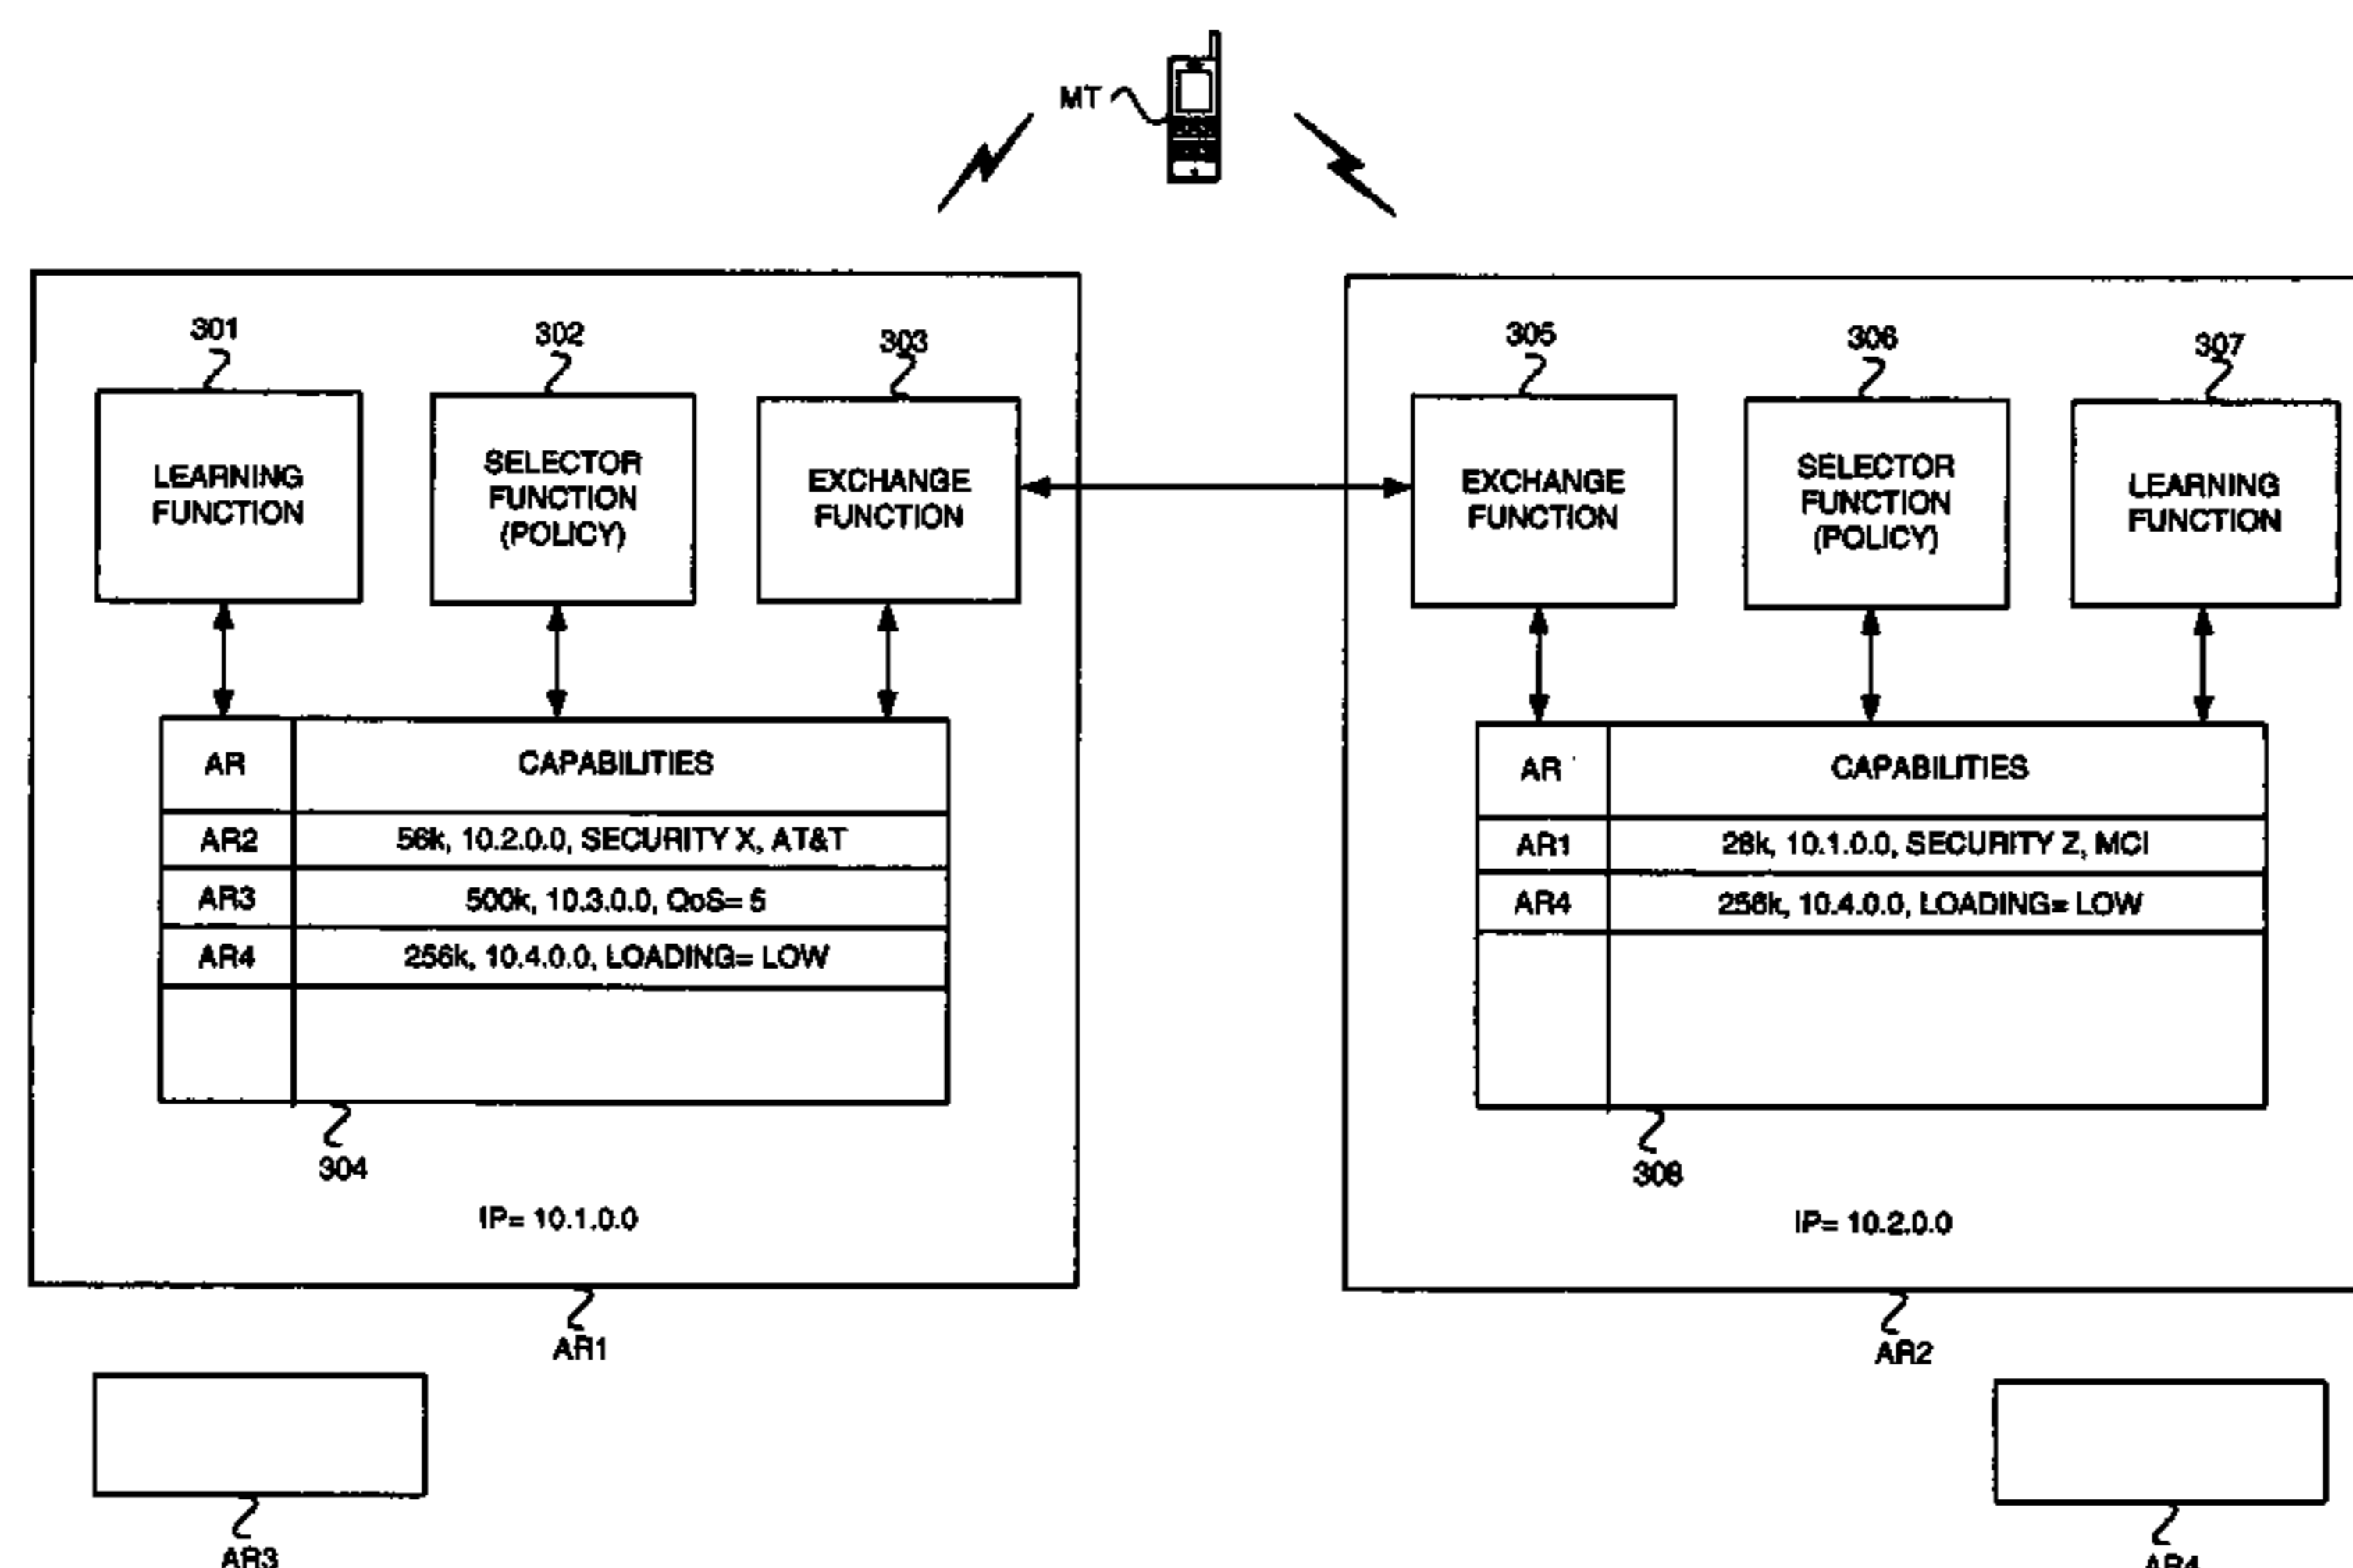 MT
301
302
303
LEARNING
FUNCTION
SELECTOR
FUNCTION
(POLICY)
EXCHANGE
FUNCTION
AR
CAPABILITIES
AR2
56k, 10.2.0.0, SECURITY X, AT&T
AR3
500k, 10.3.0.0, QoS= 5
AR4
256k, 10.4.0.0, LOADING= LOW
304
IP= 10.1.0.0
AR1
AR3
305
306
307
EXCHANGE
FUNCTION
SELECTOR
FUNCTION
(POLICY)
LEARNING
FUNCTION
AR
CAPABILITIES
AR1
28k, 10.1.0.0, SECURITY Z, MCI
AR4
256k, 10.4.0.0, LOADING= LOW
308
IP= 10.2.0.0
AR2
AR4